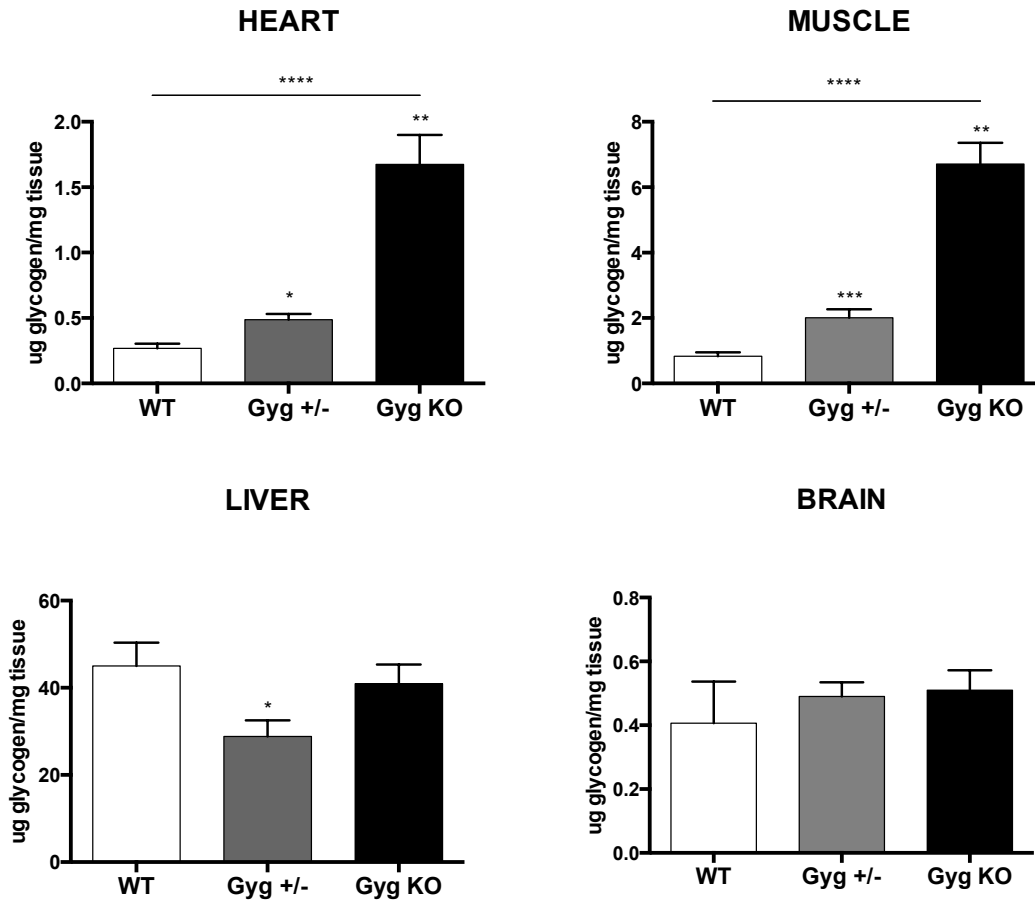 HEART
****
ug glycogen/mg tissue
2.0
1.5
1.0
0.5
0.0
*
**
WT Gyg +/- Gyg KO
MUSCLE
****
ug glycogen/mg tissue
8
6
4
2
0
***
**
WT Gyg +/- Gyg KO
LIVER
ug glycogen/mg tissue
60
40
20
0
*
WT Gyg +/- Gyg KO
BRAIN
ug glycogen/mg tissue
0.8
0.6
0.4
0.2
0.0
WT Gyg +/- Gyg KO